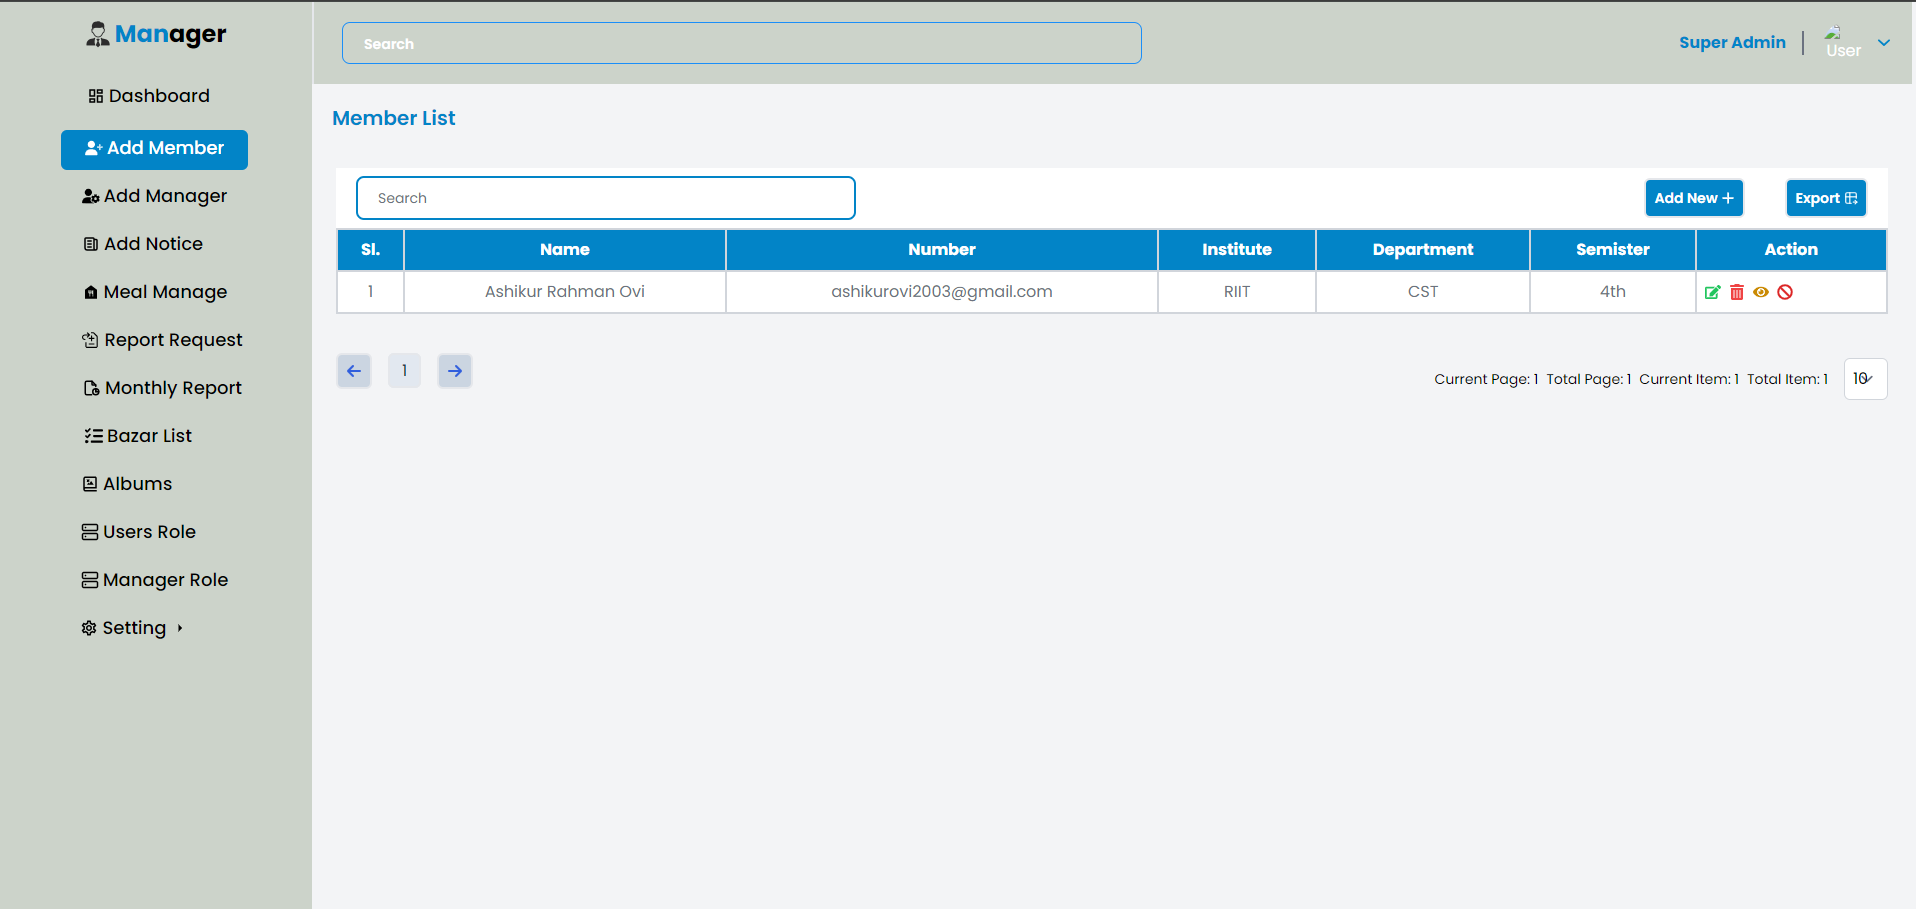 Manager
Search
Super Admin
User
Dashboard
Add Member
Add Manager
Add Notice
Meal Manage
Report Request
Monthly Report
Bazar List
Albums
Users Role
Manager Role
Setting
Member List
Search
Add New
Export
Sl. Name Number Institute Department Semister Action
1 Ashikur Rahman Ovi ashikurovi2003@gmail.com RIIT CST 4th
1
Current Page: 1 Total Page: 1 Current Item: 1 Total Item: 1
10